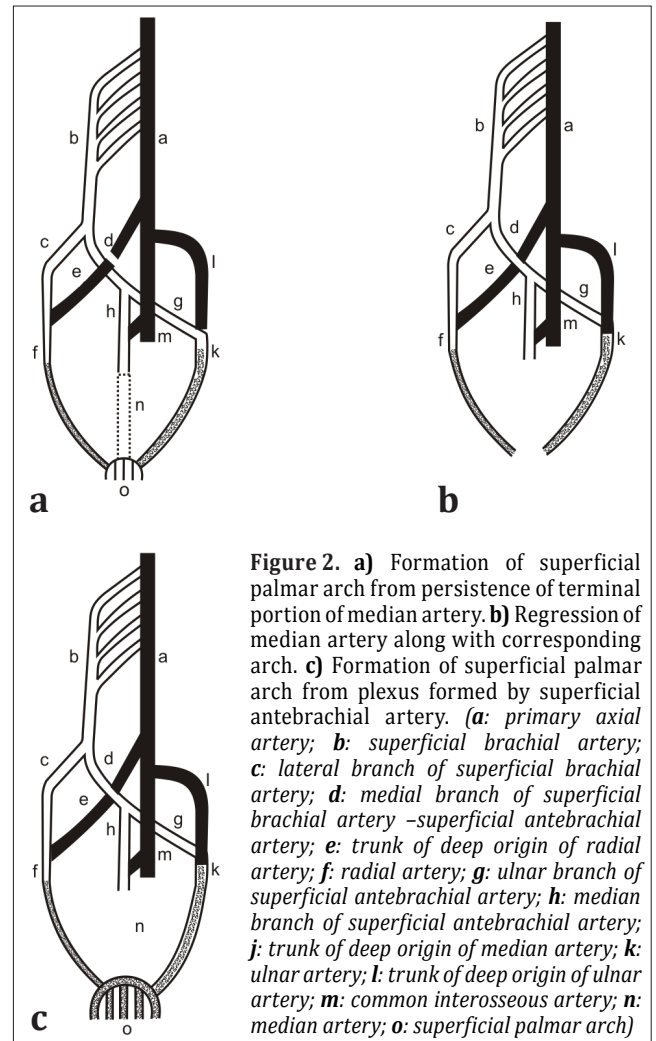 b
a
c
d
e
l
h
g
m
f
k
n
o
a
b
a
c
d
e
l
h
g
m
f
k
b
b
a
c
d
e
l
h
g
m
f
k
n
o
c
Figure 2. a) Formation of superficial
palmar arch from persistence of terminal
portion of median artery. b) Regression of
median artery along with corresponding
arch. c) Formation of superficial palmar
arch from plexus formed by superficial
antebrachial artery. (a: primary axial
artery; b: superficial brachial artery;
c: lateral branch of superficial brachial
artery; d: medial branch of superficial
brachial artery –superficial antebrachial
artery; e: trunk of deep origin of radial
artery; f: radial artery; g: ulnar branch of
superficial antebrachial artery; h: median
branch of superficial antebrachial artery;
j: trunk of deep origin of median artery; k:
ulnar artery; l: trunk of deep origin of ulnar
artery; m: common interosseous artery; n:
median artery; o: superficial palmar arch)